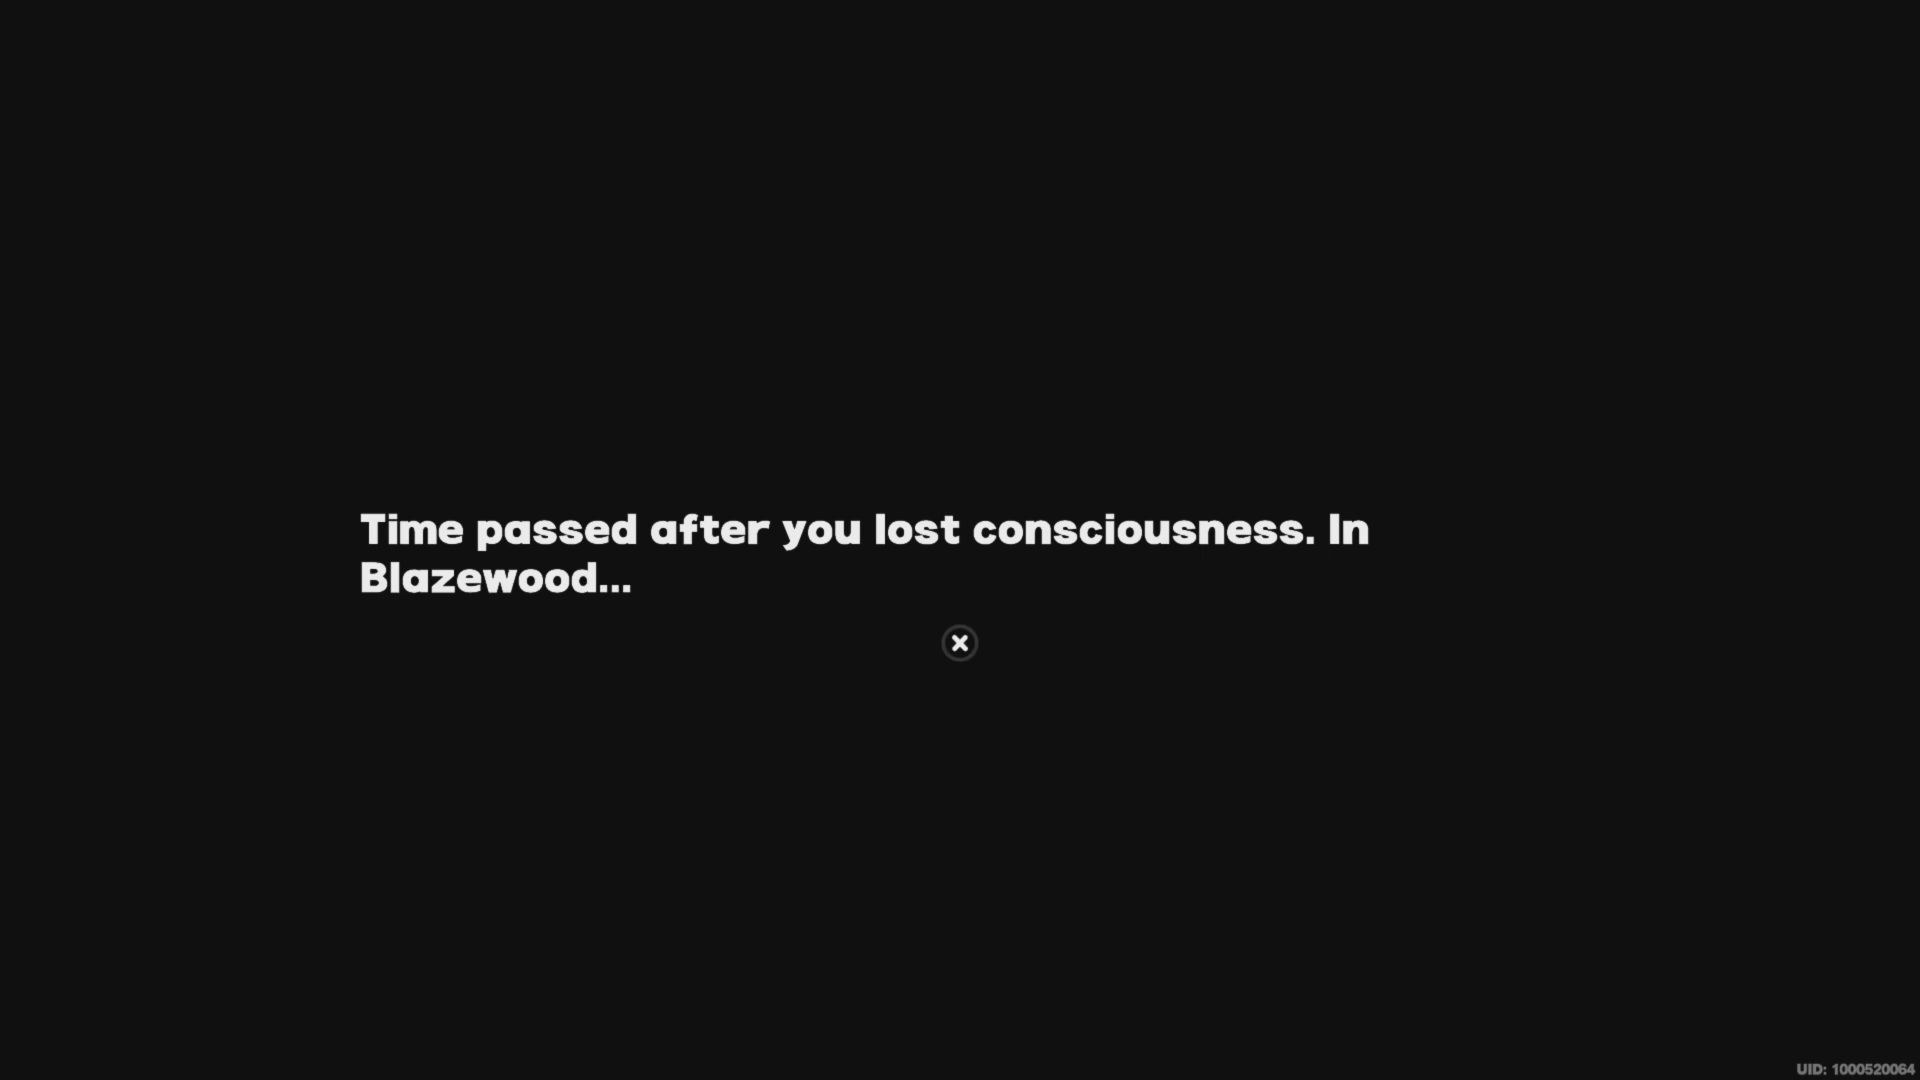 Time passed after you lost consciousness. In
Blazewood...
UID: 1000520064